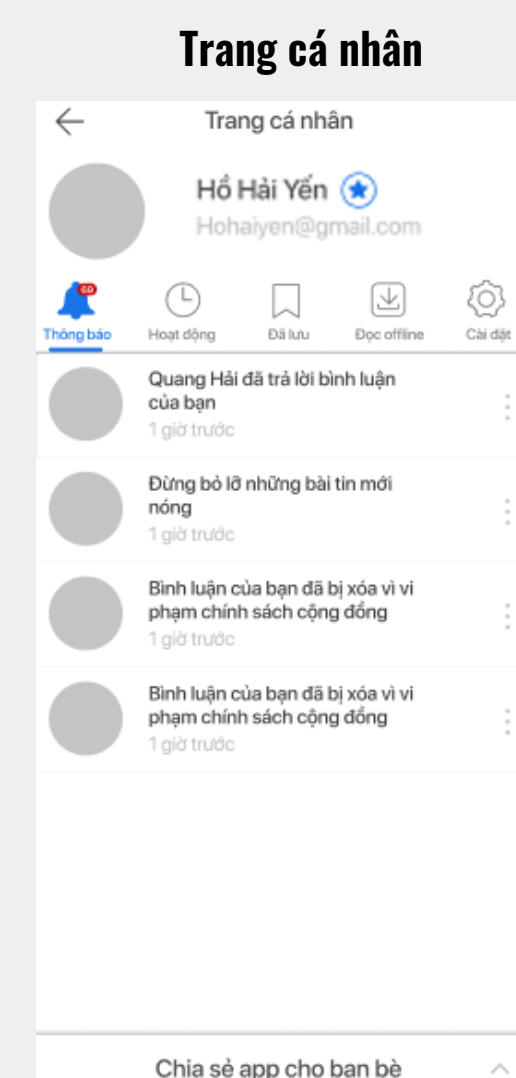 Trang cá nhân
Trang cá nhân
Hồ Hải Yến
Hohaiyen@gmail.com
69
Thông báo
Hoạt động
Đã lưu
Đọc offline
Cài đặt
Quang Hải đã trả lời bình luận
của bạn
1 giờ trước
Đừng bỏ lỡ những bài tin mới
nóng
1 giờ trước
Bình luận của bạn đã bị xóa vì vi
phạm chính sách cộng đồng
1 giờ trước
Bình luận của bạn đã bị xóa vì vi
phạm chính sách cộng đồng
1 giờ trước
Chia sẻ app cho bạn bè